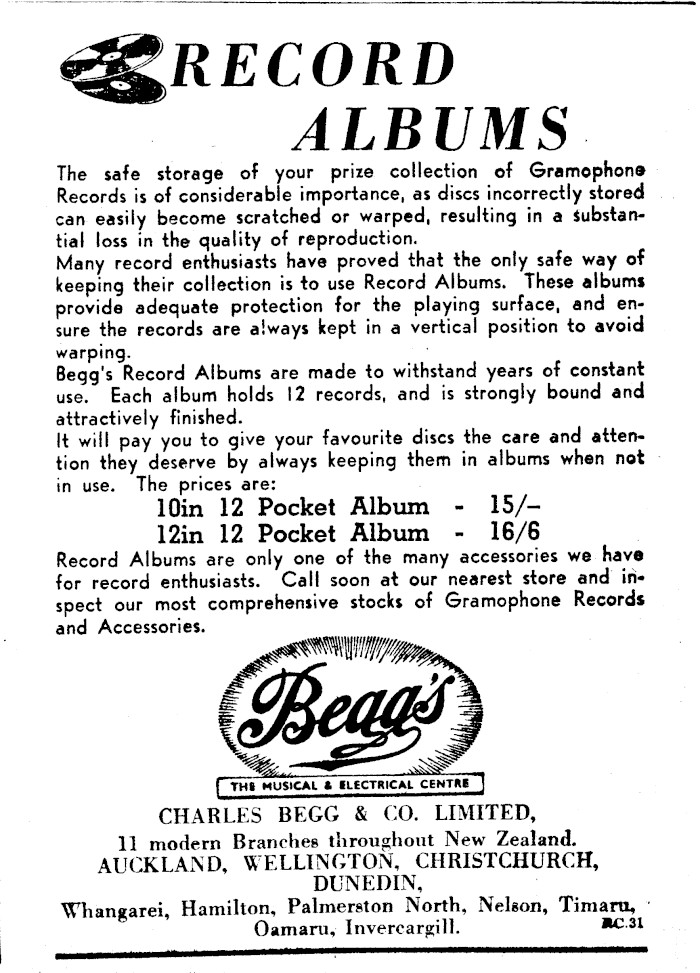 RECORD
ALBUMS
The safe storage of your prize collection of Gramophone
Records is of considerable importance, as discs incorrectly stored
can easily become scratched or warped, resulting in a substan-
tial loss in the quality of reproduction.
Many record enthusiasts have proved that the only safe way of
keeping their collection is to use Record Albums. These albums
provide adequate protection for the playing surface, and en-
sure the records are always kept in a vertical position to avoid
warping.
Begg's Record Albums are made to withstand years of constant
use. Each album holds 12 records, and is strongly bound and
attractively finished.
It will pay you to give your favourite discs the care and atten-
tion they deserve by always keeping them in albums when not
in use. The prices are:
10in 12 Pocket Album - 15/-
12in 12 Pocket Album - 16/6
Record Albums are only one of the many accessories we have
for record enthusiasts. Call soon at our nearest store and in-
spect our most comprehensive stocks of Gramophone Records
and Accessories.
Begg's
THE MUSICAL & ELECTRICAL CENTRE
CHARLES BEGG & CO. LIMITED,
11 modern Branches throughout New Zealand.
AUCKLAND, WELLINGTON, CHRISTCHURCH,
DUNEDIN,
Whangarei, Hamilton, Palmerston North, Nelson, Timaru,
Oamaru, Invercargill. RC.31